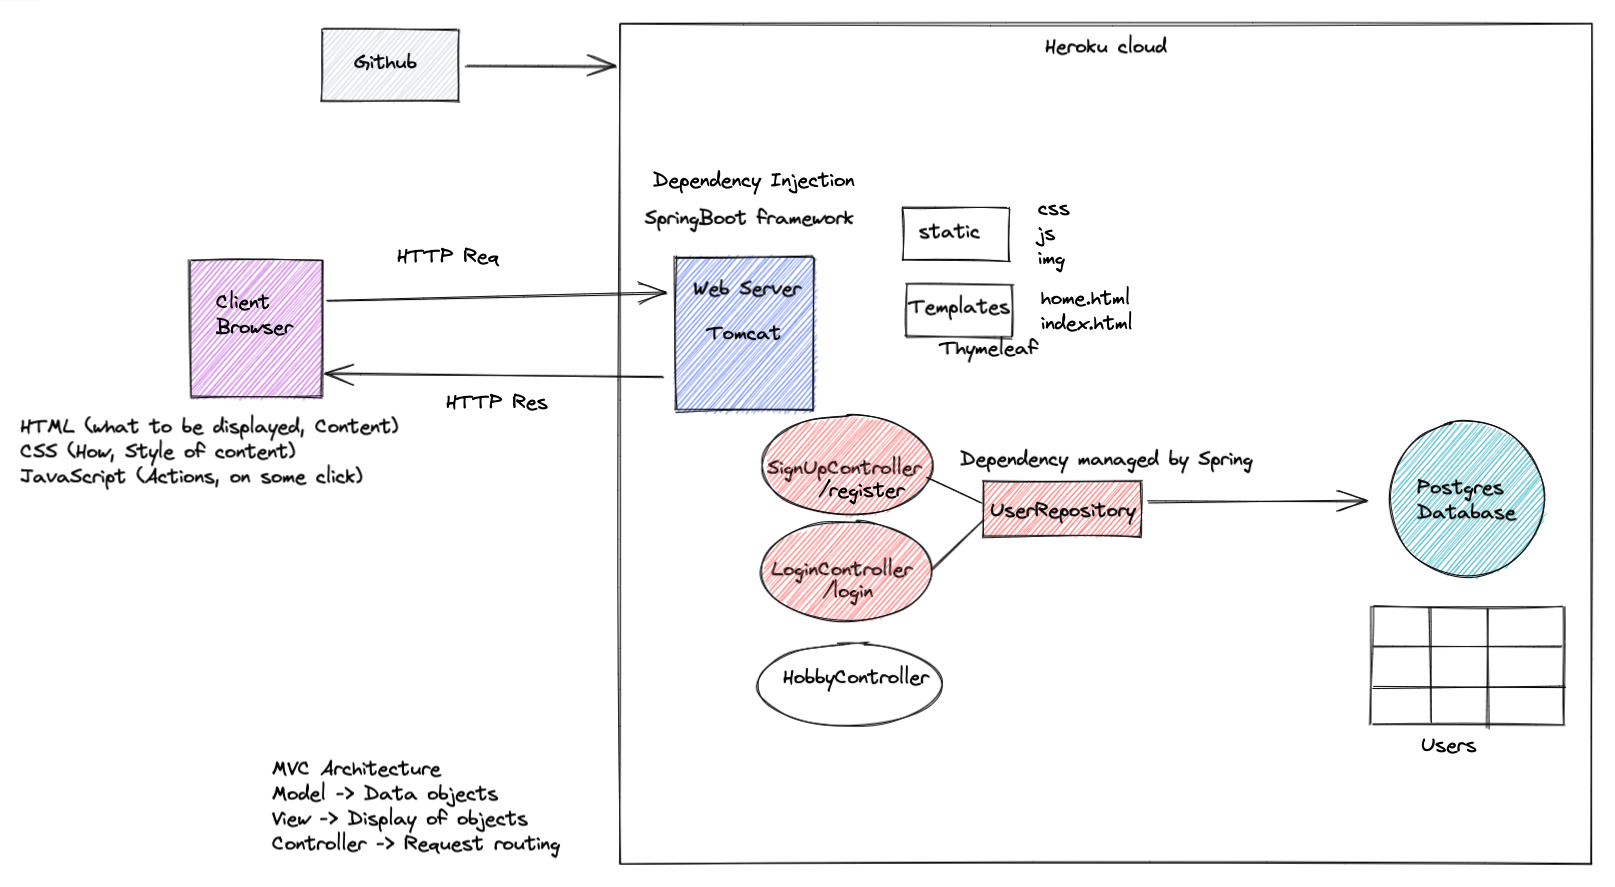 Github
Heroku cloud
Dependency Injection
SpringBoot framework
static
css
js
img
HTTP Req
Client
Browser
Web Server
Tomcat
Templates
home.html
index.html
Thymeleaf
HTTP Res
HTML (what to be displayed, Content)
CSS (How, Style of content)
JavaScript (Actions, on some click)
SignUpController
/register
Dependency managed by Spring
UserRepository
Postgres
Database
LoginController
/login
HobbyController
Users
MVC Architecture
Model -> Data objects
View -> Display of objects
Controller -> Request routing